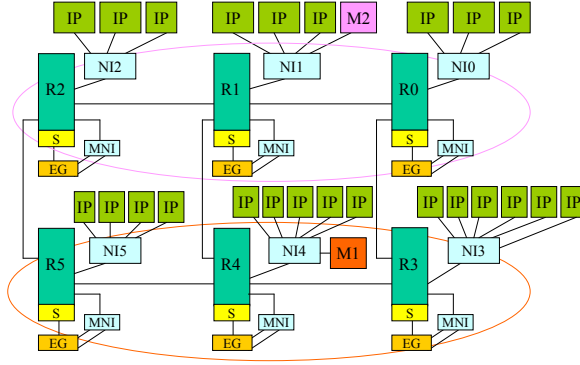 IP IP IP IP IP IP M2 IP IP IP
NI2 NI1 NI0
R2 R1 R0
S S S
MNI MNI MNI
EG EG EG
IP IP IP IP IP IP IP IP IP IP IP IP IP IP IP
NI5 NI4 M1 NI3
R5 R4 R3
S S S
MNI MNI MNI
EG EG EG